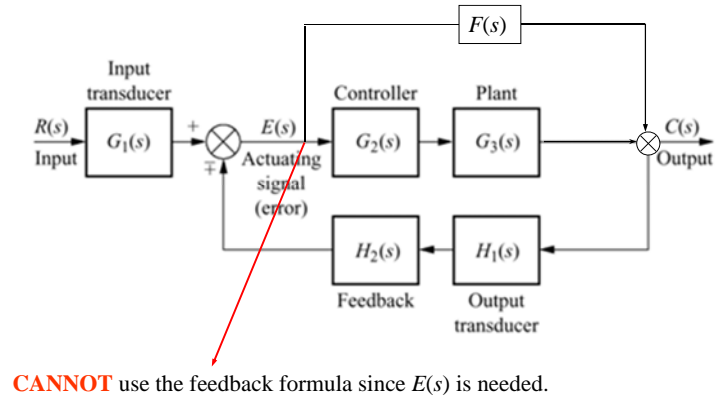 F(s)
Input
transducer
Controller
Plant
R(s)
Input
G₁(s)
+
∓
E(s)
Actuating
signal
(error)
G₂(s)
G₃(s)
C(s)
Output
H₂(s)
H₁(s)
Feedback
Output
transducer
CANNOT use the feedback formula since E(s) is needed.